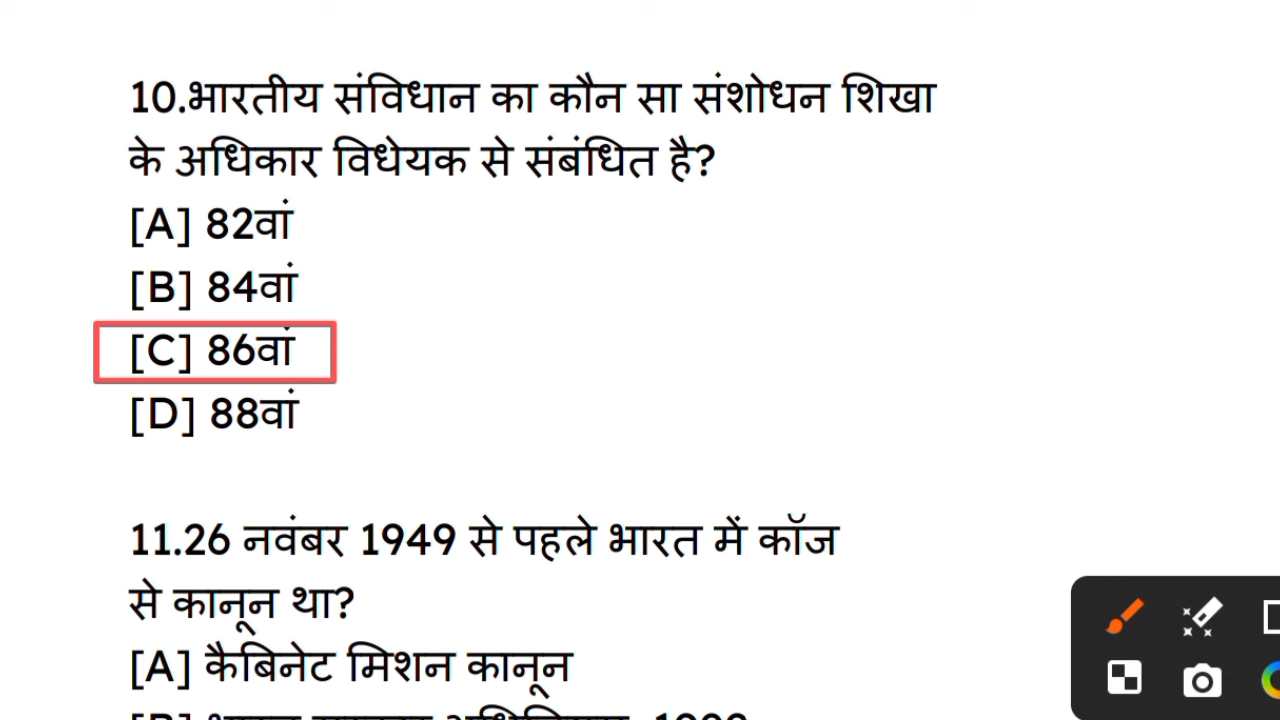 10.भारतीय संविधान का कौन सा संशोधन शिखा
के अधिकार विधेयक से संबंधित है?
[A] 82वां
[B] 84वां
[C] 86वां
[D] 88वां
11.26 नवंबर 1949 से पहले भारत में कॉज
से कानून था?
[A] कैबिनेट मिशन कानून